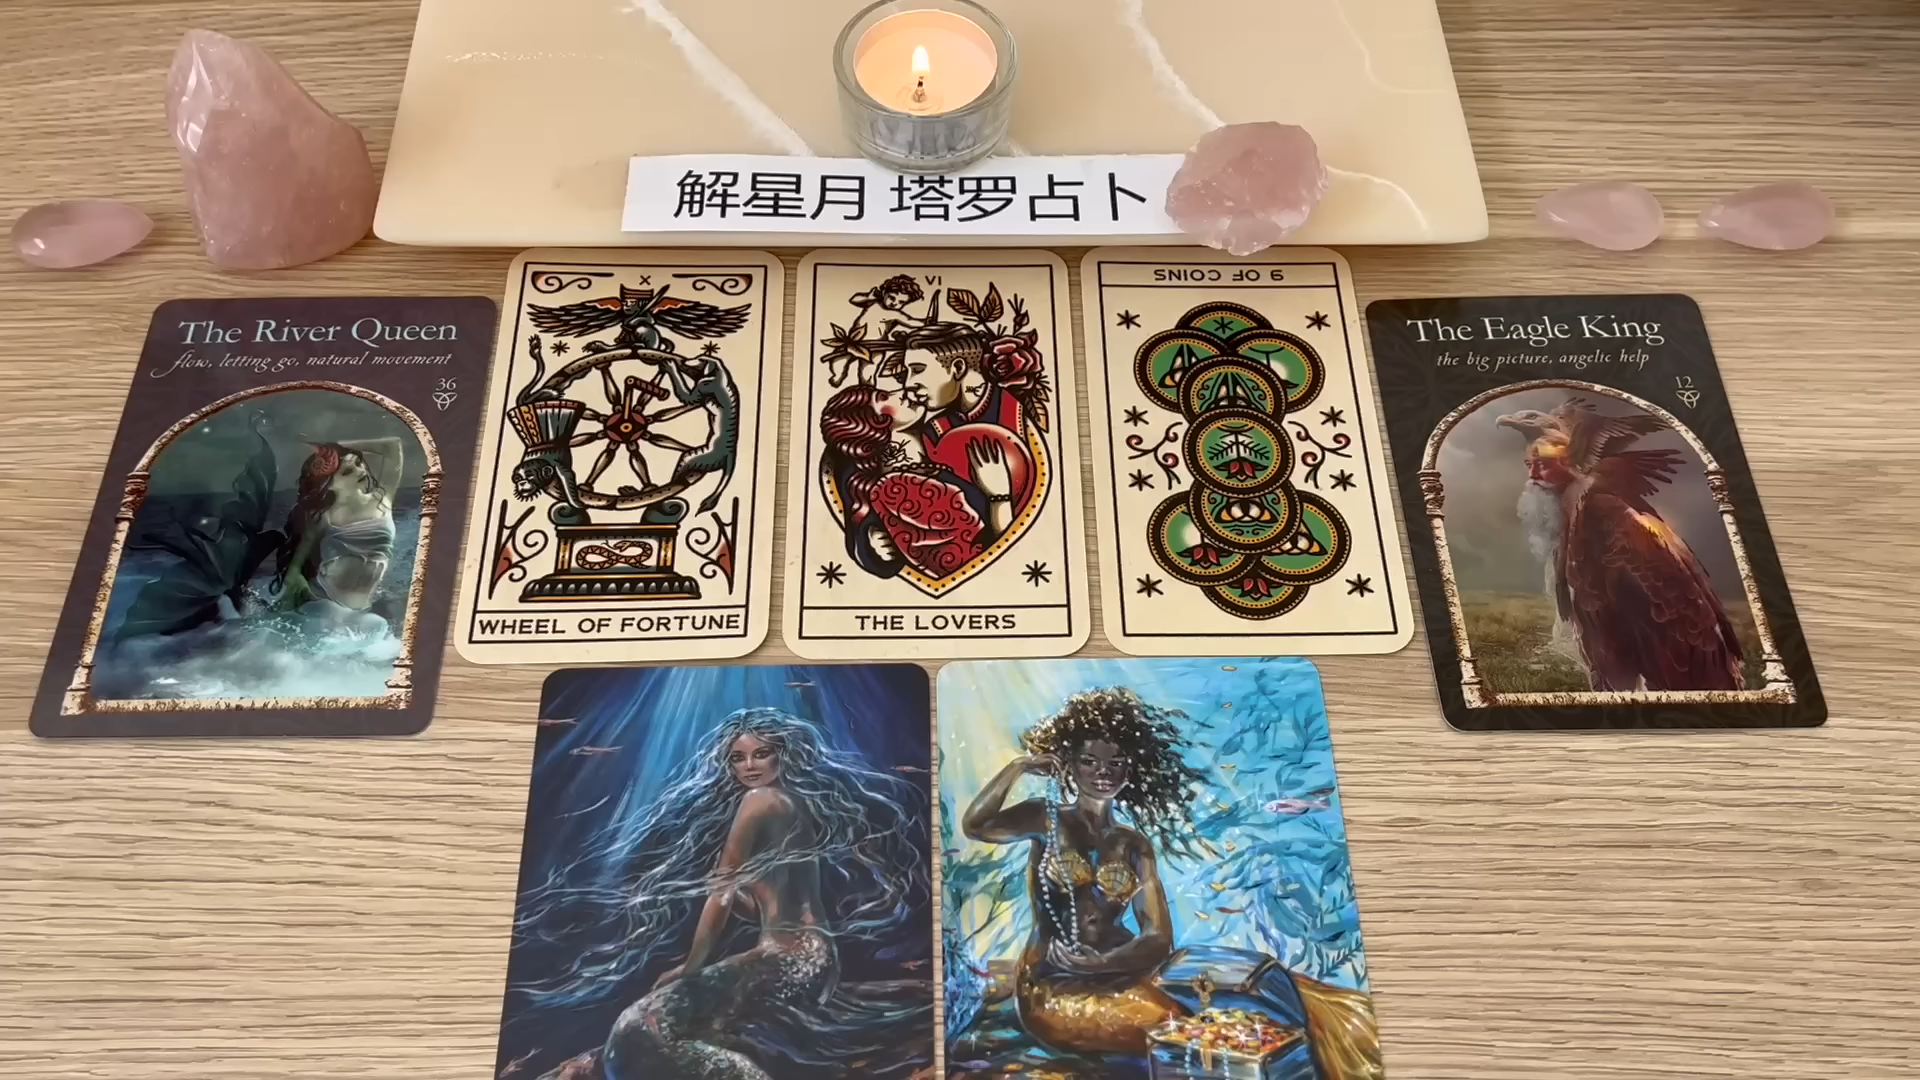 解星月 塔罗占卜
The River Queen
flow, letting go, natural movement
36
X
WHEEL OF FORTUNE
VI
THE LOVERS
9 OF COINS
The Eagle King
the big picture, angelic help
12